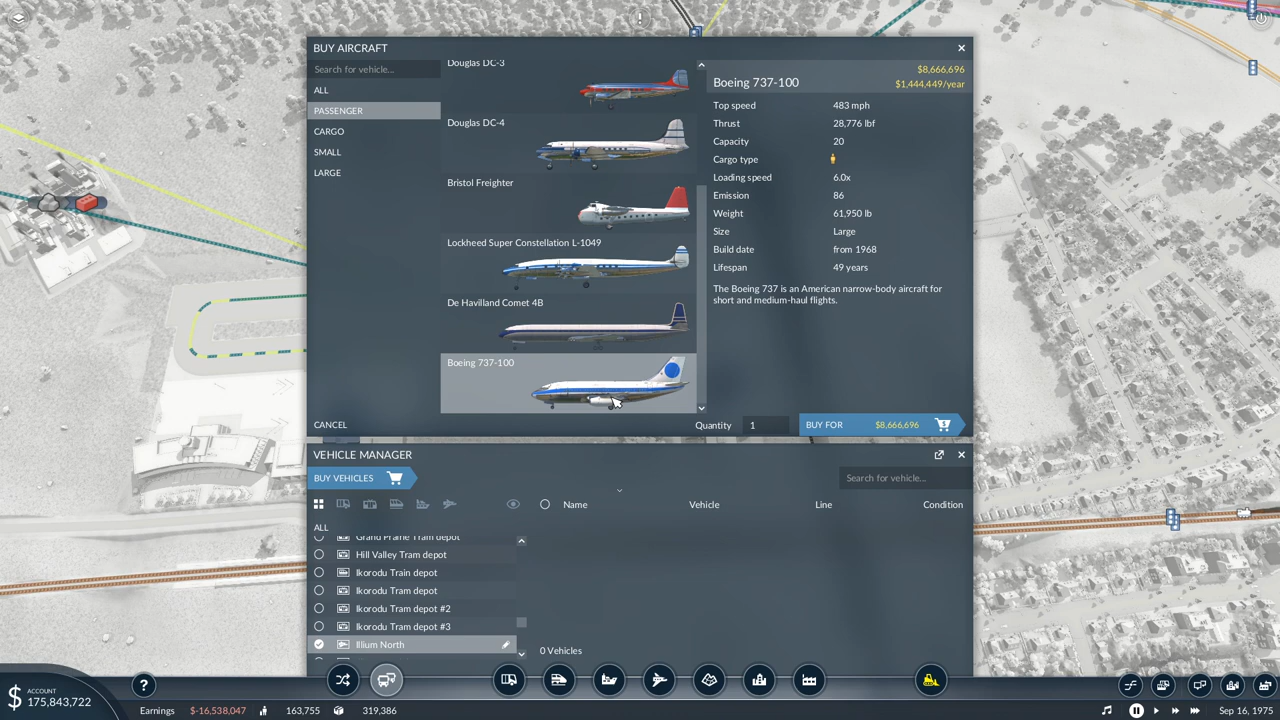 BUY AIRCRAFT
Search for vehicle...
ALL
PASSENGER
CARGO
SMALL
LARGE
Douglas DC-3
Douglas DC-4
Bristol Freighter
Lockheed Super Constellation L-1049
De Havilland Comet 4B
Boeing 737-100
$8,666,696
Boeing 737-100
$1,444,449/year
Top speed 483 mph
Thrust 28,776 lbf
Capacity 20
Cargo type
Loading speed 6.0x
Emission 86
Weight 61,950 lb
Size Large
Build date from 1968
Lifespan 49 years
The Boeing 737 is an American narrow-body aircraft for
short and medium-haul flights.
CANCEL
Quantity 1
BUY FOR $8,666,696
VEHICLE MANAGER
BUY VEHICLES
Search for vehicle...
Name Vehicle Line Condition
ALL
Grand Prairie Tram depot
Hill Valley Tram depot
Ikorodu Train depot
Ikorodu Tram depot
Ikorodu Tram depot #2
Ikorodu Tram depot #3
Illium North
0 Vehicles
$ ACCOUNT
175,843,722
?
Earnings $-16,538,047 163,755 319,386
Sep 16, 1975